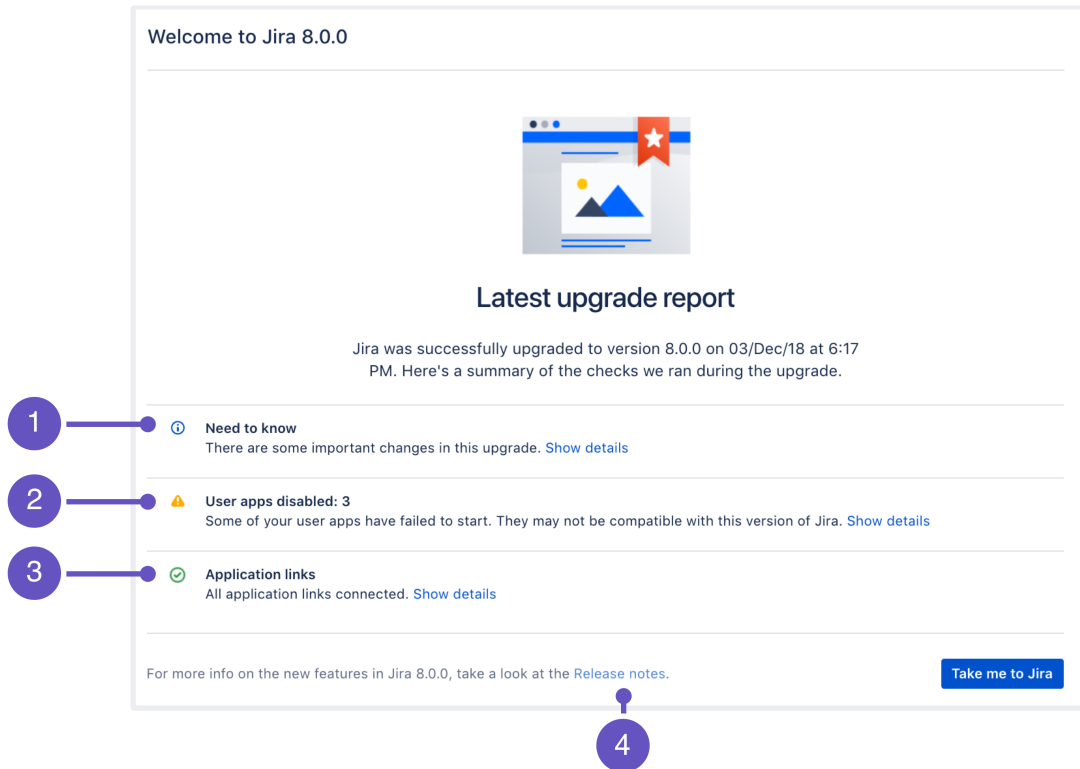 Welcome to Jira 8.0.0
Latest upgrade report
Jira was successfully upgraded to version 8.0.0 on 03/Dec/18 at 6:17
PM. Here's a summary of the checks we ran during the upgrade.
1
Need to know
There are some important changes in this upgrade. Show details
2
User apps disabled: 3
Some of your user apps have failed to start. They may not be compatible with this version of Jira. Show details
3
Application links
All application links connected. Show details
For more info on the new features in Jira 8.0.0, take a look at the Release notes.
Take me to Jira
4